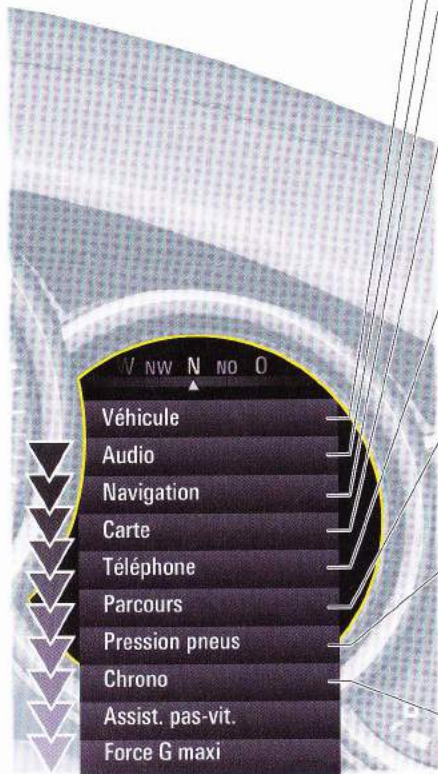 W NW N NO O
Véhicule
Audio
Navigation
Carte
Téléphone
Parcours
Pression pneus
Chrono
Assist. pas-vit.
Force G maxi